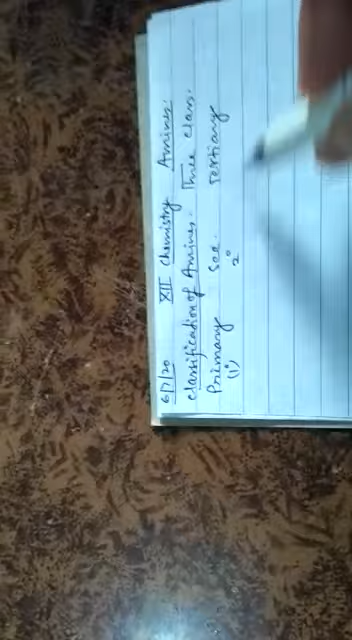 6/7/20 XII Chemistry Amines.
Classification of Amines. Three class.
Primary Sec. Tertiary
(1°) 2°